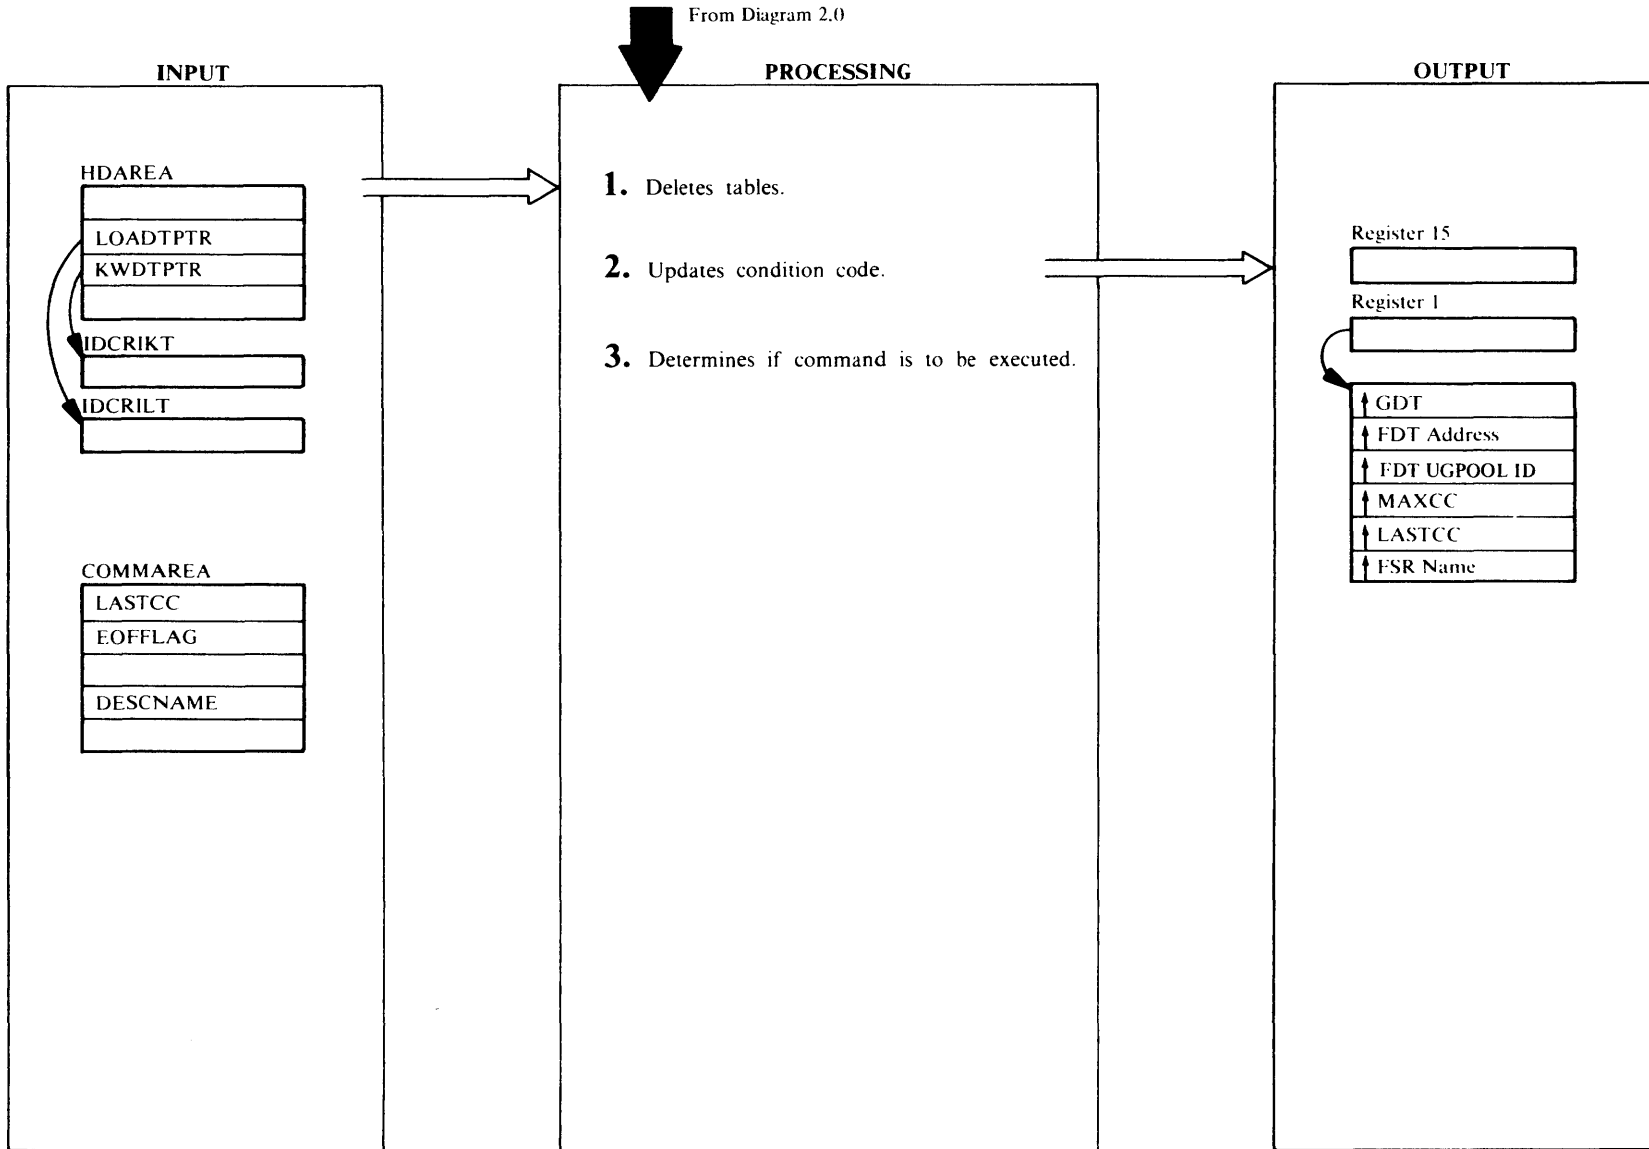 From Diagram 2.0
INPUT
PROCESSING
OUTPUT
HDAREA
LOADTPTR
KWDTPTR
IDCRIKT
IDCRILT
COMMAREA
LASTCC
EOFFLAG
DESCNAME
1. Deletes tables.
2. Updates condition code.
3. Determines if command is to be executed.
Register 15
Register 1
GDT
FDT Address
FDT UGPOOL ID
MAXCC
LASTCC
FSR Name